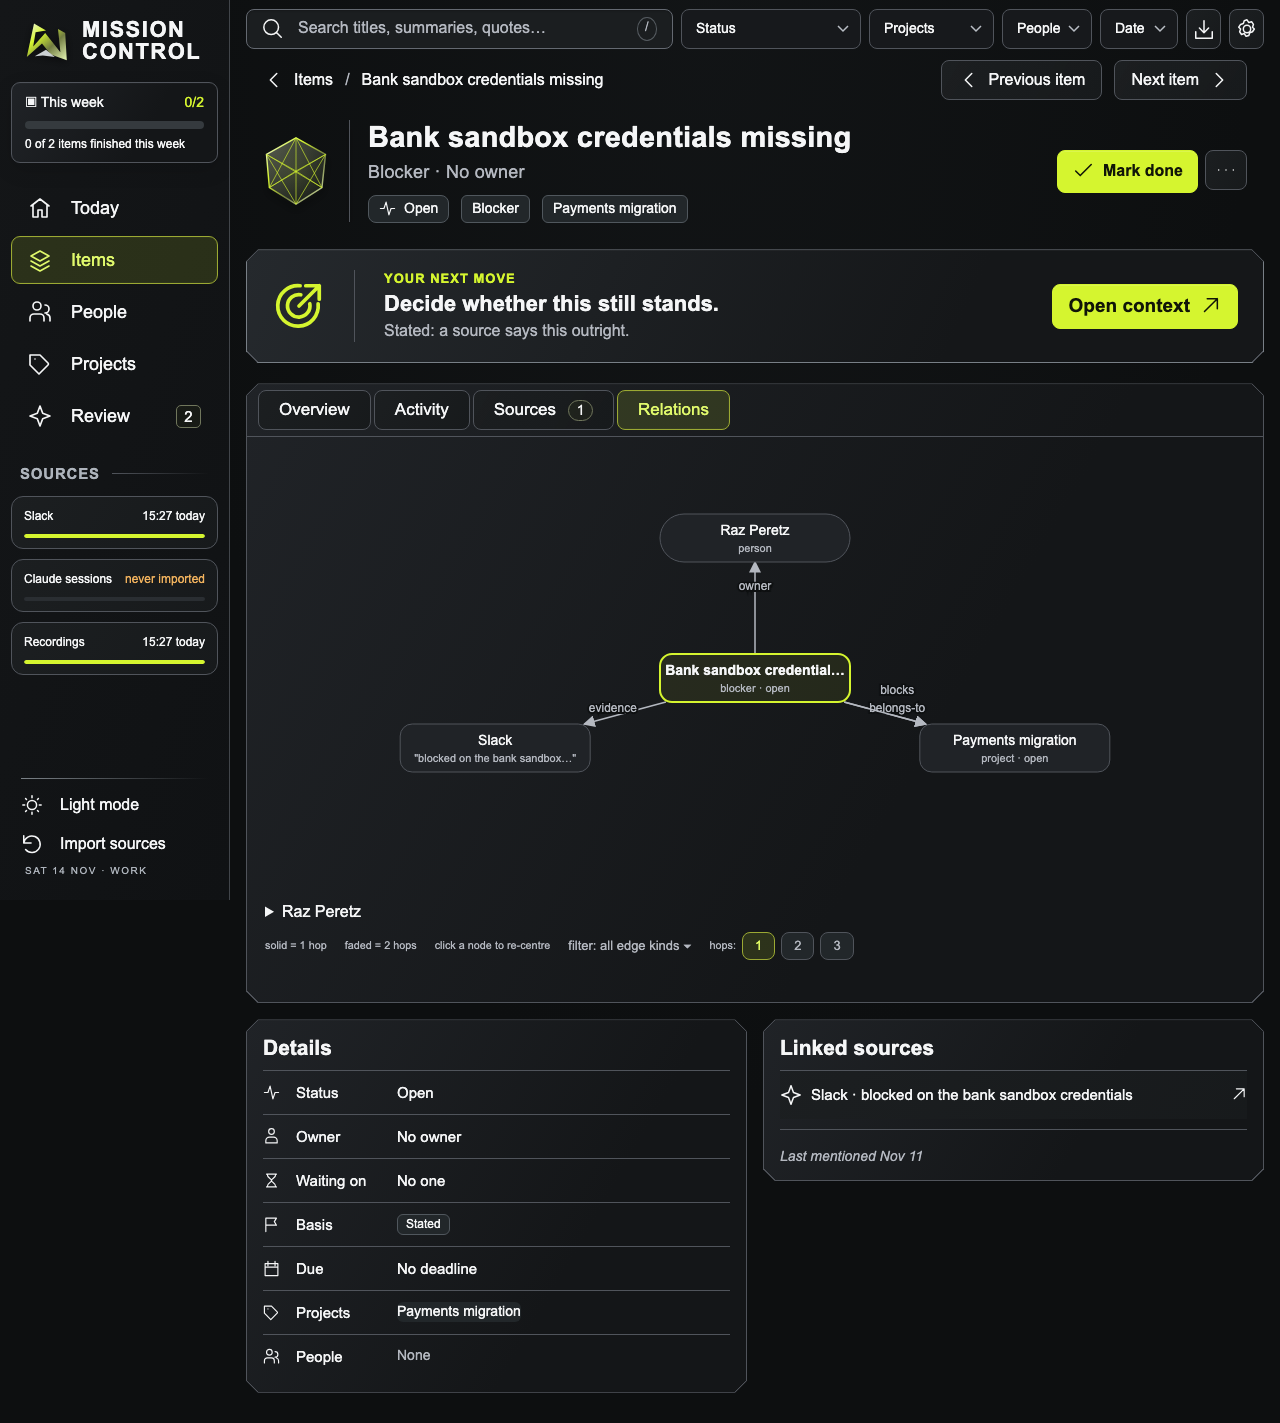 MISSION
CONTROL
This week 0/2
0 of 2 items finished this week
Today
Items
People
Projects
Review 2
SOURCES
Slack 15:27 today
Claude sessions never imported
Recordings 15:27 today
Light mode
Import sources
SAT 14 NOV · WORK
Search titles, summaries, quotes… /
Status
Projects
People
Date
Items / Bank sandbox credentials missing
Previous item
Next item
Bank sandbox credentials missing
Blocker · No owner
Open
Blocker
Payments migration
Mark done
···
YOUR NEXT MOVE
Decide whether this still stands.
Stated: a source says this outright.
Open context
Overview
Activity
Sources 1
Relations
Raz Peretz
person
owner
Bank sandbox credential…
blocker · open
evidence
blocks
belongs-to
Slack
"blocked on the bank sandbox…"
Payments migration
project · open
Raz Peretz
solid = 1 hop
faded = 2 hops
click a node to re-centre
filter: all edge kinds
hops: 1 2 3
Details
Status Open
Owner No owner
Waiting on No one
Basis Stated
Due No deadline
Projects Payments migration
People None
Linked sources
Slack · blocked on the bank sandbox credentials
Last mentioned Nov 11